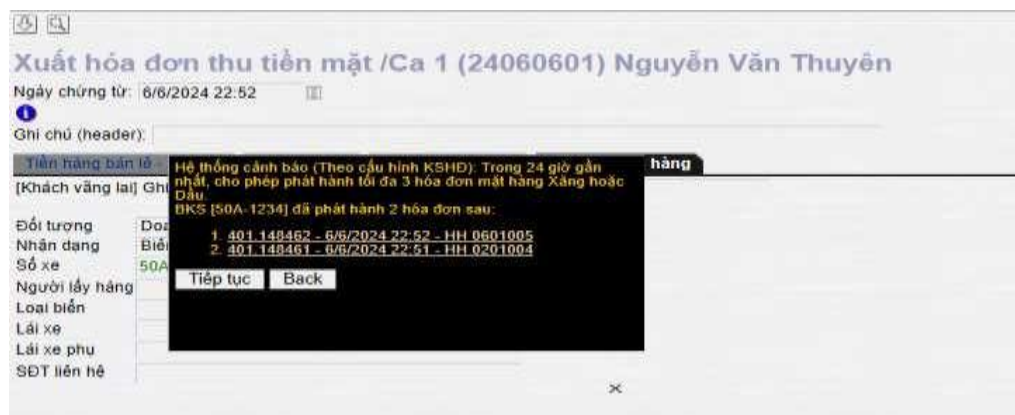 Xuất hóa đơn thu tiền mặt /Ca 1 (24060601) Nguyễn Văn Thuyên
Ngày chứng từ: 6/6/2024 22:52
Ghi chú (header):
Tiền hàng bán lẻ - hàng
Hệ thống cảnh báo (Theo cấu hình KSHĐ): Trong 24 giờ gần
nhất, cho phép phát hành tối đa 3 hóa đơn mặt hàng Xăng hoặc
Dầu.
BKS [50A-1234] đã phát hành 2 hóa đơn sau:
1. 401.148462 - 6/6/2024 22:52 - HH 0601005
2. 401.148461 - 6/6/2024 22:51 - HH 0201004
Tiếp tục Back
[Khách vãng lai] Ghi
Đối tượng Doa
Nhận dạng Biể
Số xe 50A
Người lấy hàng
Loại biển
Lái xe
Lái xe phụ
SĐT liên hệ